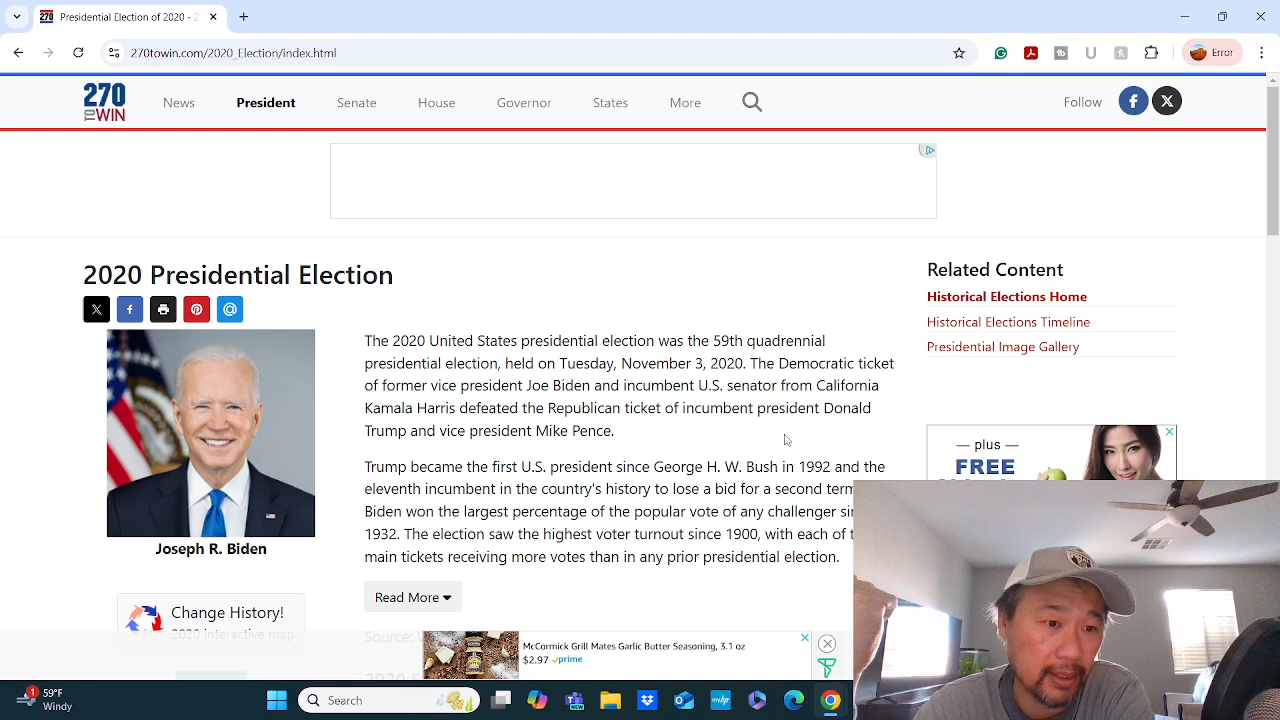 Presidential Election of 2020 - 2
270towin.com/2020_Election/index.html
Error
270 TO WIN
News
President
Senate
House
Governor
States
More
Follow
2020 Presidential Election
Related Content
Historical Elections Home
Historical Elections Timeline
Presidential Image Gallery
The 2020 United States presidential election was the 59th quadrennial
presidential election, held on Tuesday, November 3, 2020. The Democratic ticket
of former vice president Joe Biden and incumbent U.S. senator from California
Kamala Harris defeated the Republican ticket of incumbent president Donald
Trump and vice president Mike Pence.
Trump became the first U.S. president since George H. W. Bush in 1992 and the
eleventh incumbent in the country's history to lose a bid for a second term
Biden won the largest percentage of the popular vote of any challenger si
1932. The election saw the highest voter turnout since 1900, with each of t
main tickets receiving more votes than in any prior presidential election.
Joseph R. Biden
Read More
Change History!
2020 interactive map
Source:
plus
FREE
McCormick Grill Mates Garlic Butter Seasoning, 3.1 oz
$2.97 prime
1
59°F
Windy
Search